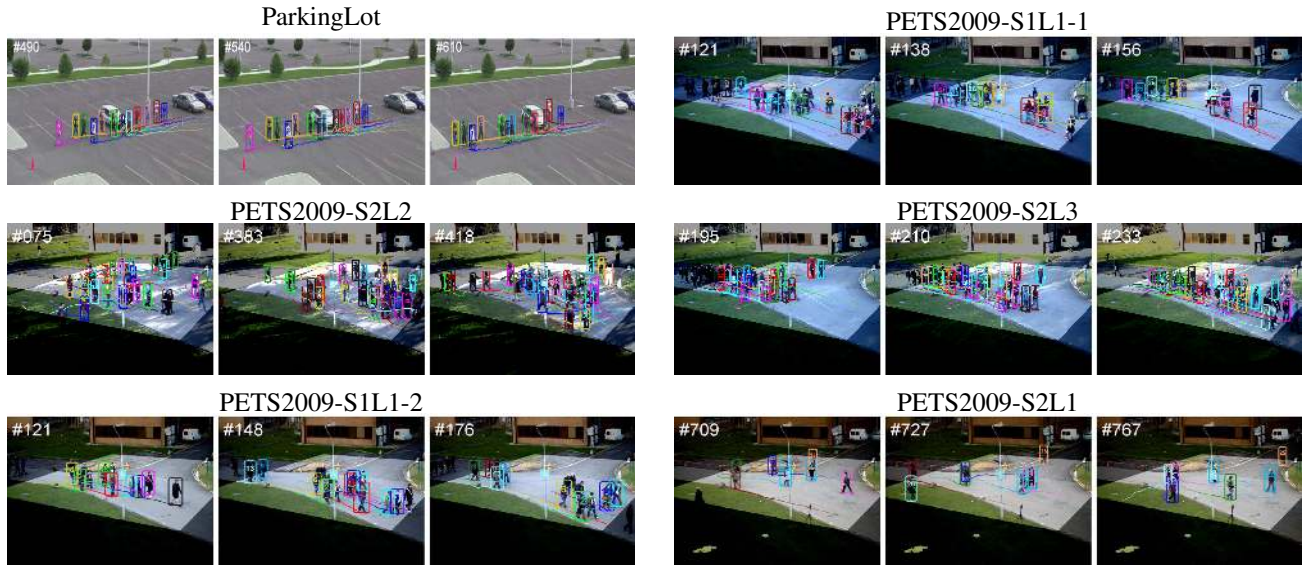 ParkingLot
#490 #540 #610
PETS2009-S1L1-1
#121 #138 #156
PETS2009-S2L2
#075 #383 #418
PETS2009-S2L3
#195 #210 #233
PETS2009-S1L1-2
#121 #148 #176
13
PETS2009-S2L1
#709 #727 #767